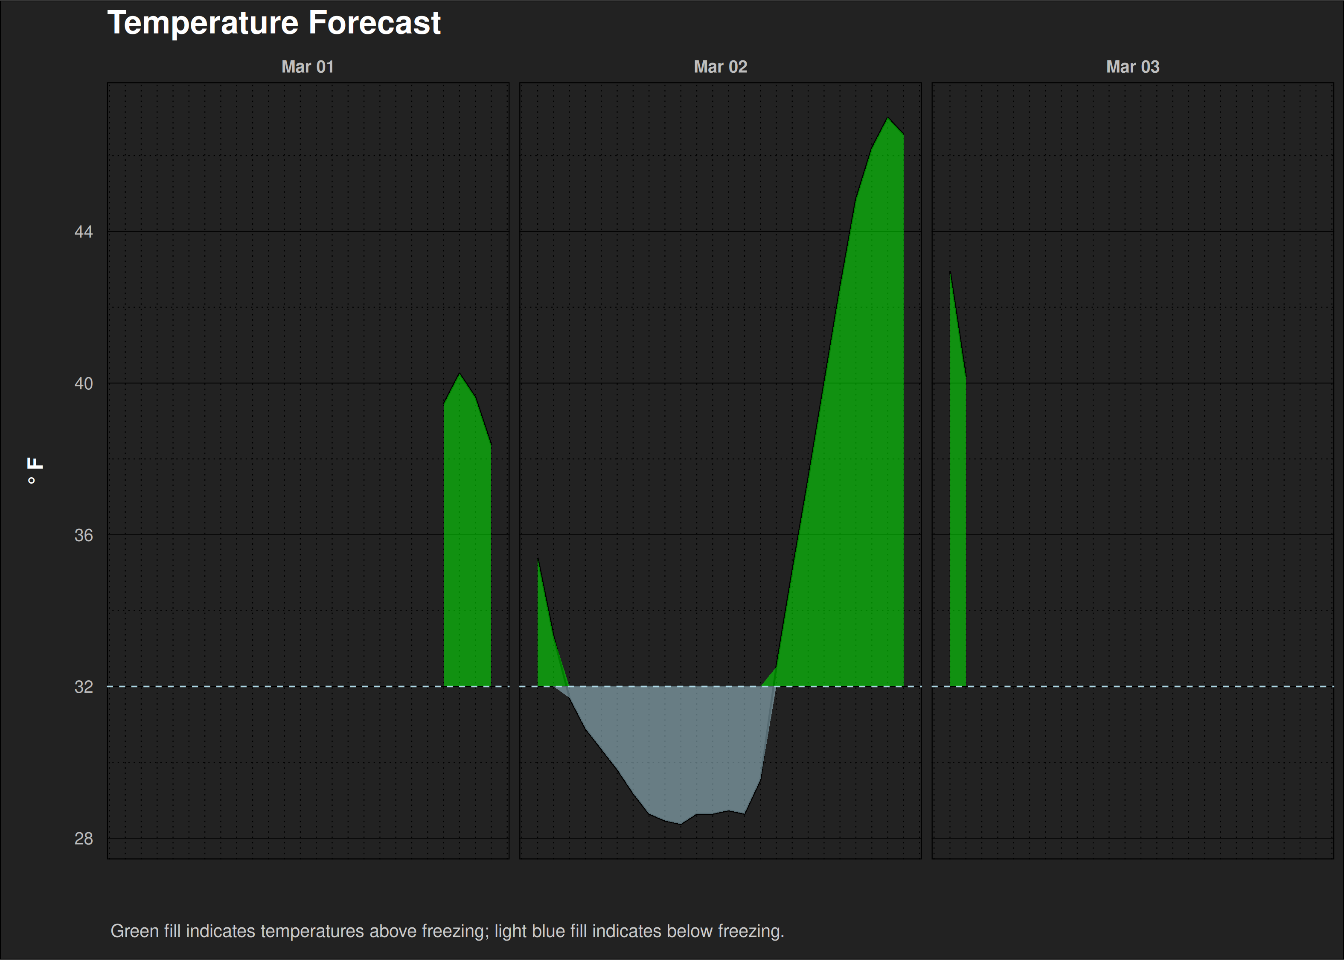 Temperature Forecast
Mar 01
Mar 02
Mar 03
44
40
36
32
28
° F
Green fill indicates temperatures above freezing; light blue fill indicates below freezing.